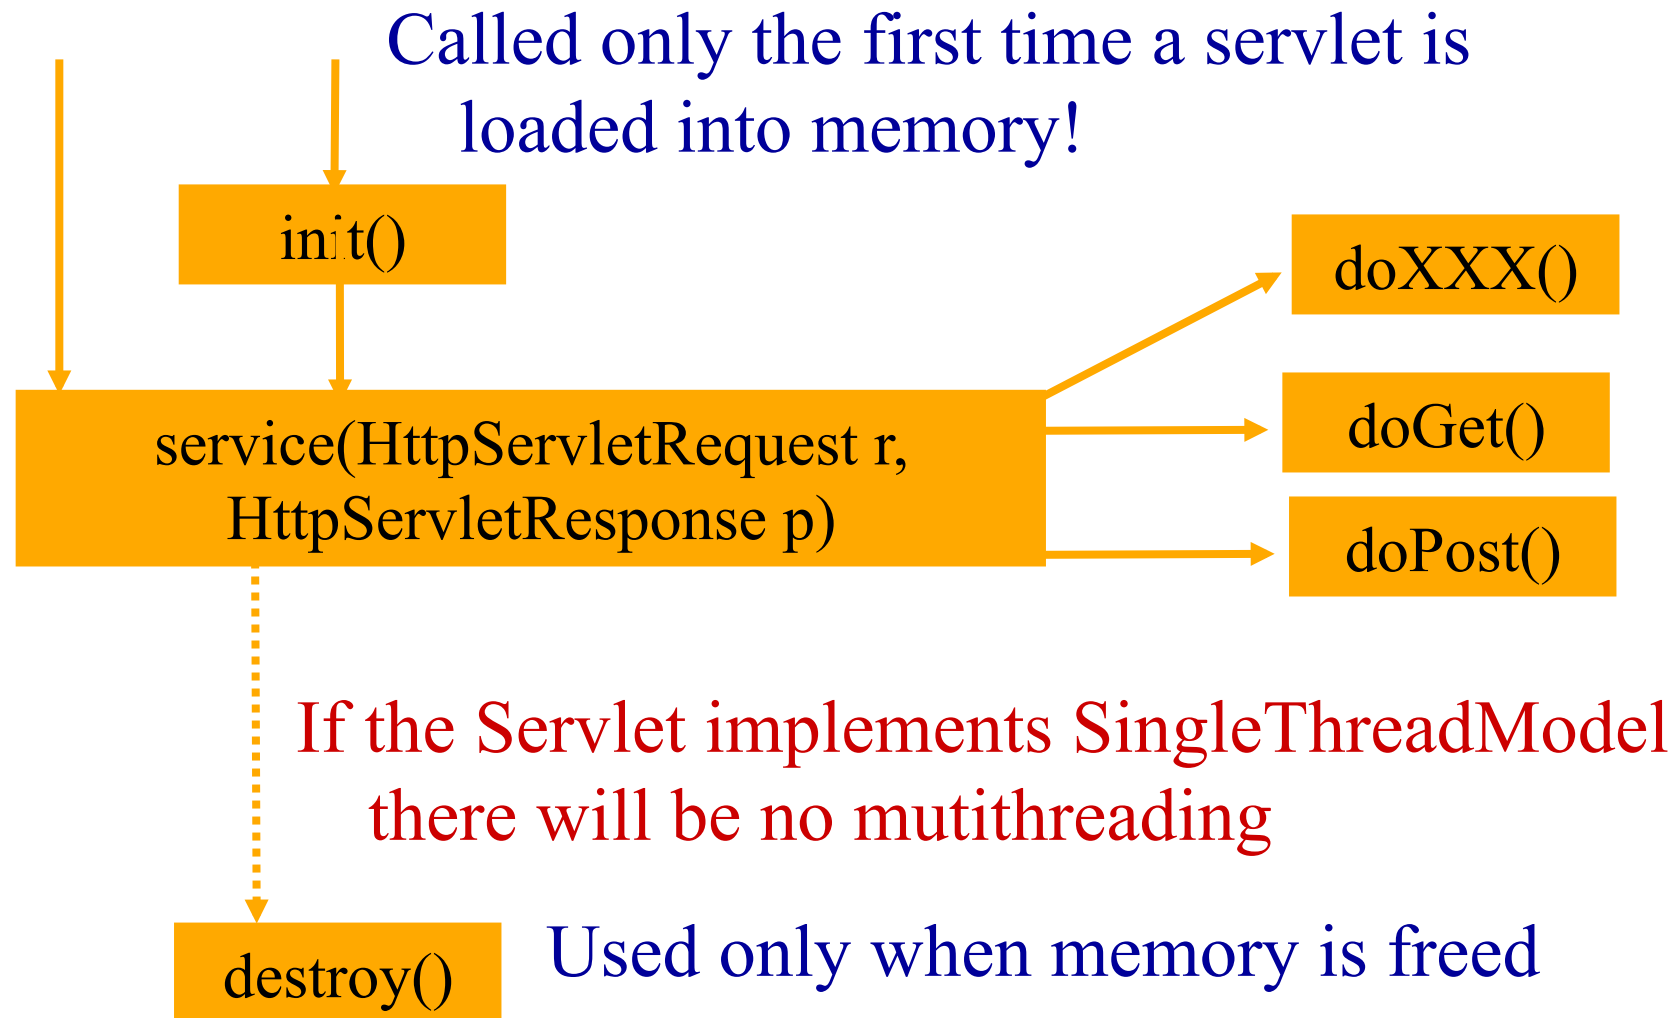 Called only the first time a servlet is
loaded into memory!
init()
doXXX()
service(HttpServletRequest r,
HttpServletResponse p)
doGet()
doPost()
If the Servlet implements SingleThreadModel
there will be no mutithreading
destroy()
Used only when memory is freed